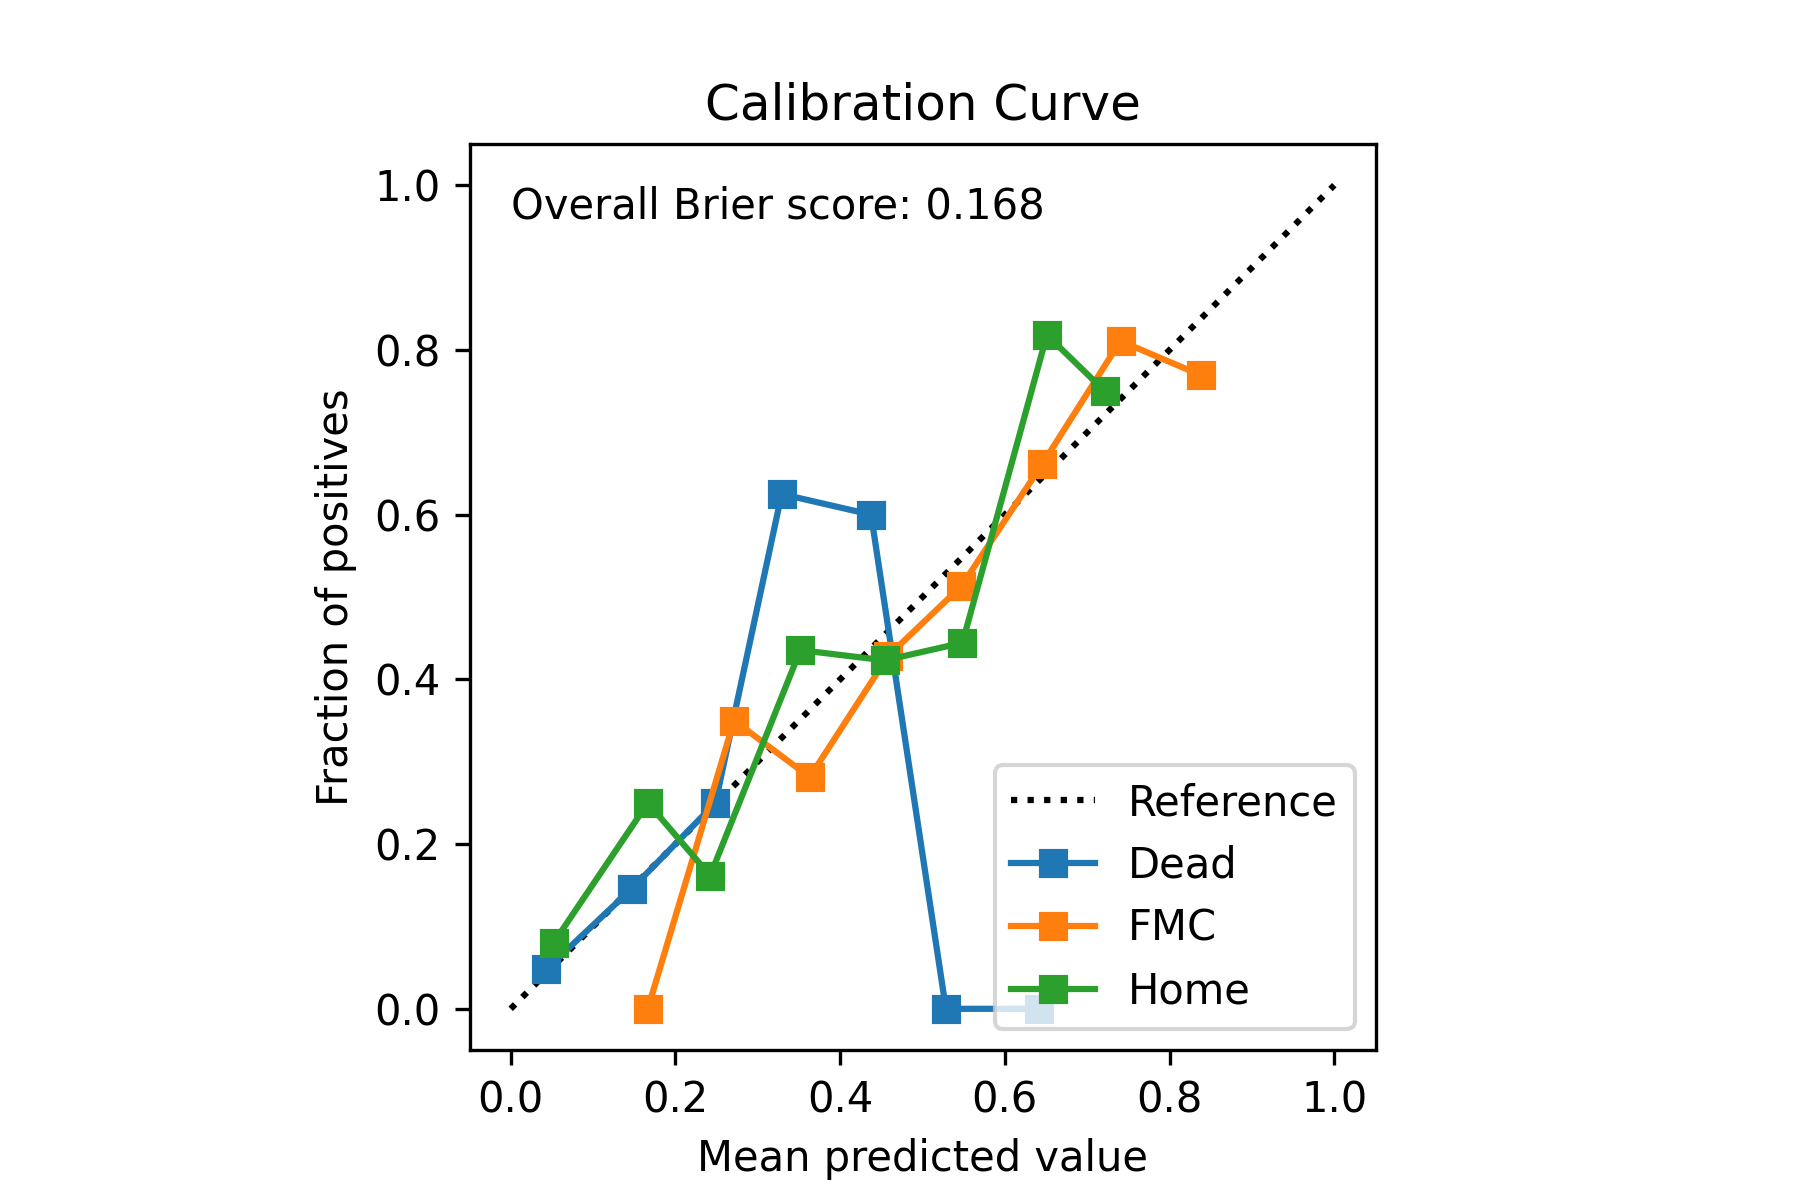 Calibration Curve
Overall Brier score: 0.168
1.0
0.8
0.6
0.4
0.2
0.0
Fraction of positives
Reference
Dead
FMC
Home
0.0 0.2 0.4 0.6 0.8 1.0
Mean predicted value